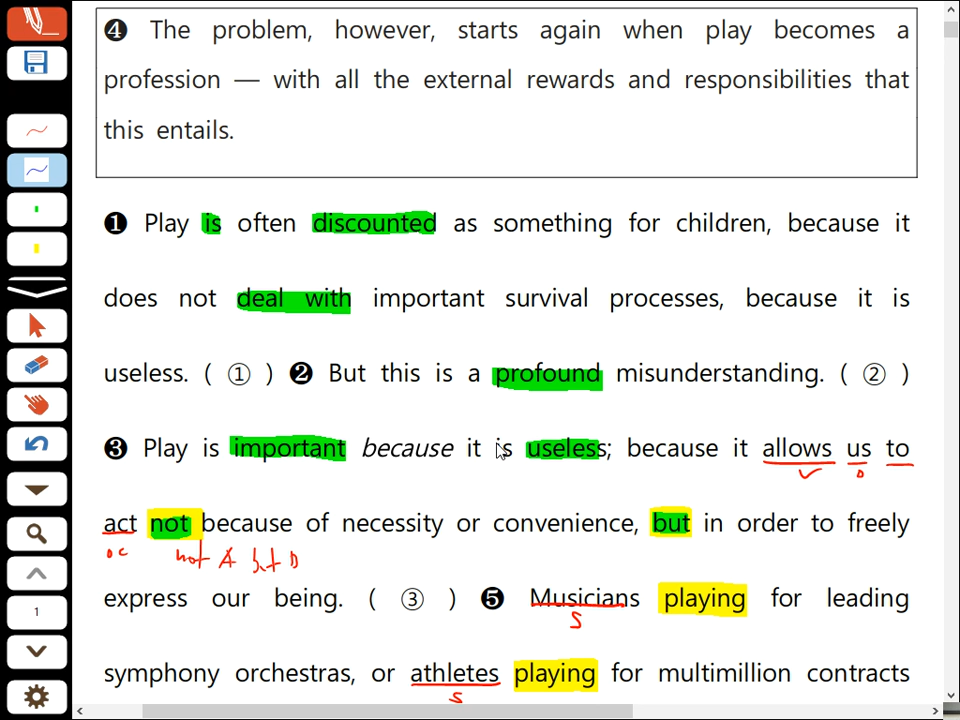 ❹ The problem, however, starts again when play becomes a
profession — with all the external rewards and responsibilities that
this entails.
❶ Play is often discounted as something for children, because it
does not deal with important survival processes, because it is
useless. ( ① ) ❷ But this is a profound misunderstanding. ( ② )
❸ Play is important because it is useless; because it allows us to
v o
act not because of necessity or convenience, but in order to freely
oc not A but B
express our being. ( ③ ) ❺ Musicians playing for leading
S
symphony orchestras, or athletes playing for multimillion contracts
S
1